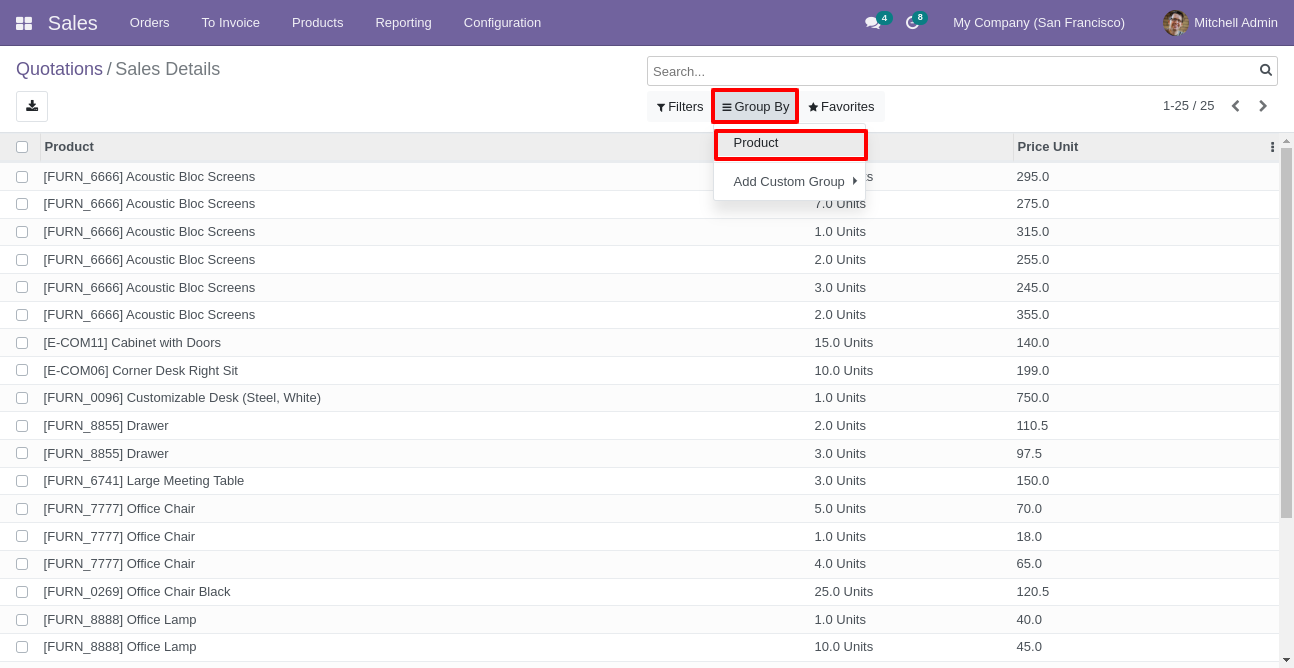 Sales Orders To Invoice Products Reporting Configuration 4 8 My Company (San Francisco) Mitchell Admin
Quotations / Sales Details
Search...
Filters Group By Favorites 1-25 / 25
Product
Add Custom Group
Product Price Unit
[FURN_6666] Acoustic Bloc Screens 295.0
[FURN_6666] Acoustic Bloc Screens 7.0 Units 275.0
[FURN_6666] Acoustic Bloc Screens 1.0 Units 315.0
[FURN_6666] Acoustic Bloc Screens 2.0 Units 255.0
[FURN_6666] Acoustic Bloc Screens 3.0 Units 245.0
[FURN_6666] Acoustic Bloc Screens 2.0 Units 355.0
[E-COM11] Cabinet with Doors 15.0 Units 140.0
[E-COM06] Corner Desk Right Sit 10.0 Units 199.0
[FURN_0096] Customizable Desk (Steel, White) 1.0 Units 750.0
[FURN_8855] Drawer 2.0 Units 110.5
[FURN_8855] Drawer 3.0 Units 97.5
[FURN_6741] Large Meeting Table 3.0 Units 150.0
[FURN_7777] Office Chair 5.0 Units 70.0
[FURN_7777] Office Chair 1.0 Units 18.0
[FURN_7777] Office Chair 4.0 Units 65.0
[FURN_0269] Office Chair Black 25.0 Units 120.5
[FURN_8888] Office Lamp 1.0 Units 40.0
[FURN_8888] Office Lamp 10.0 Units 45.0